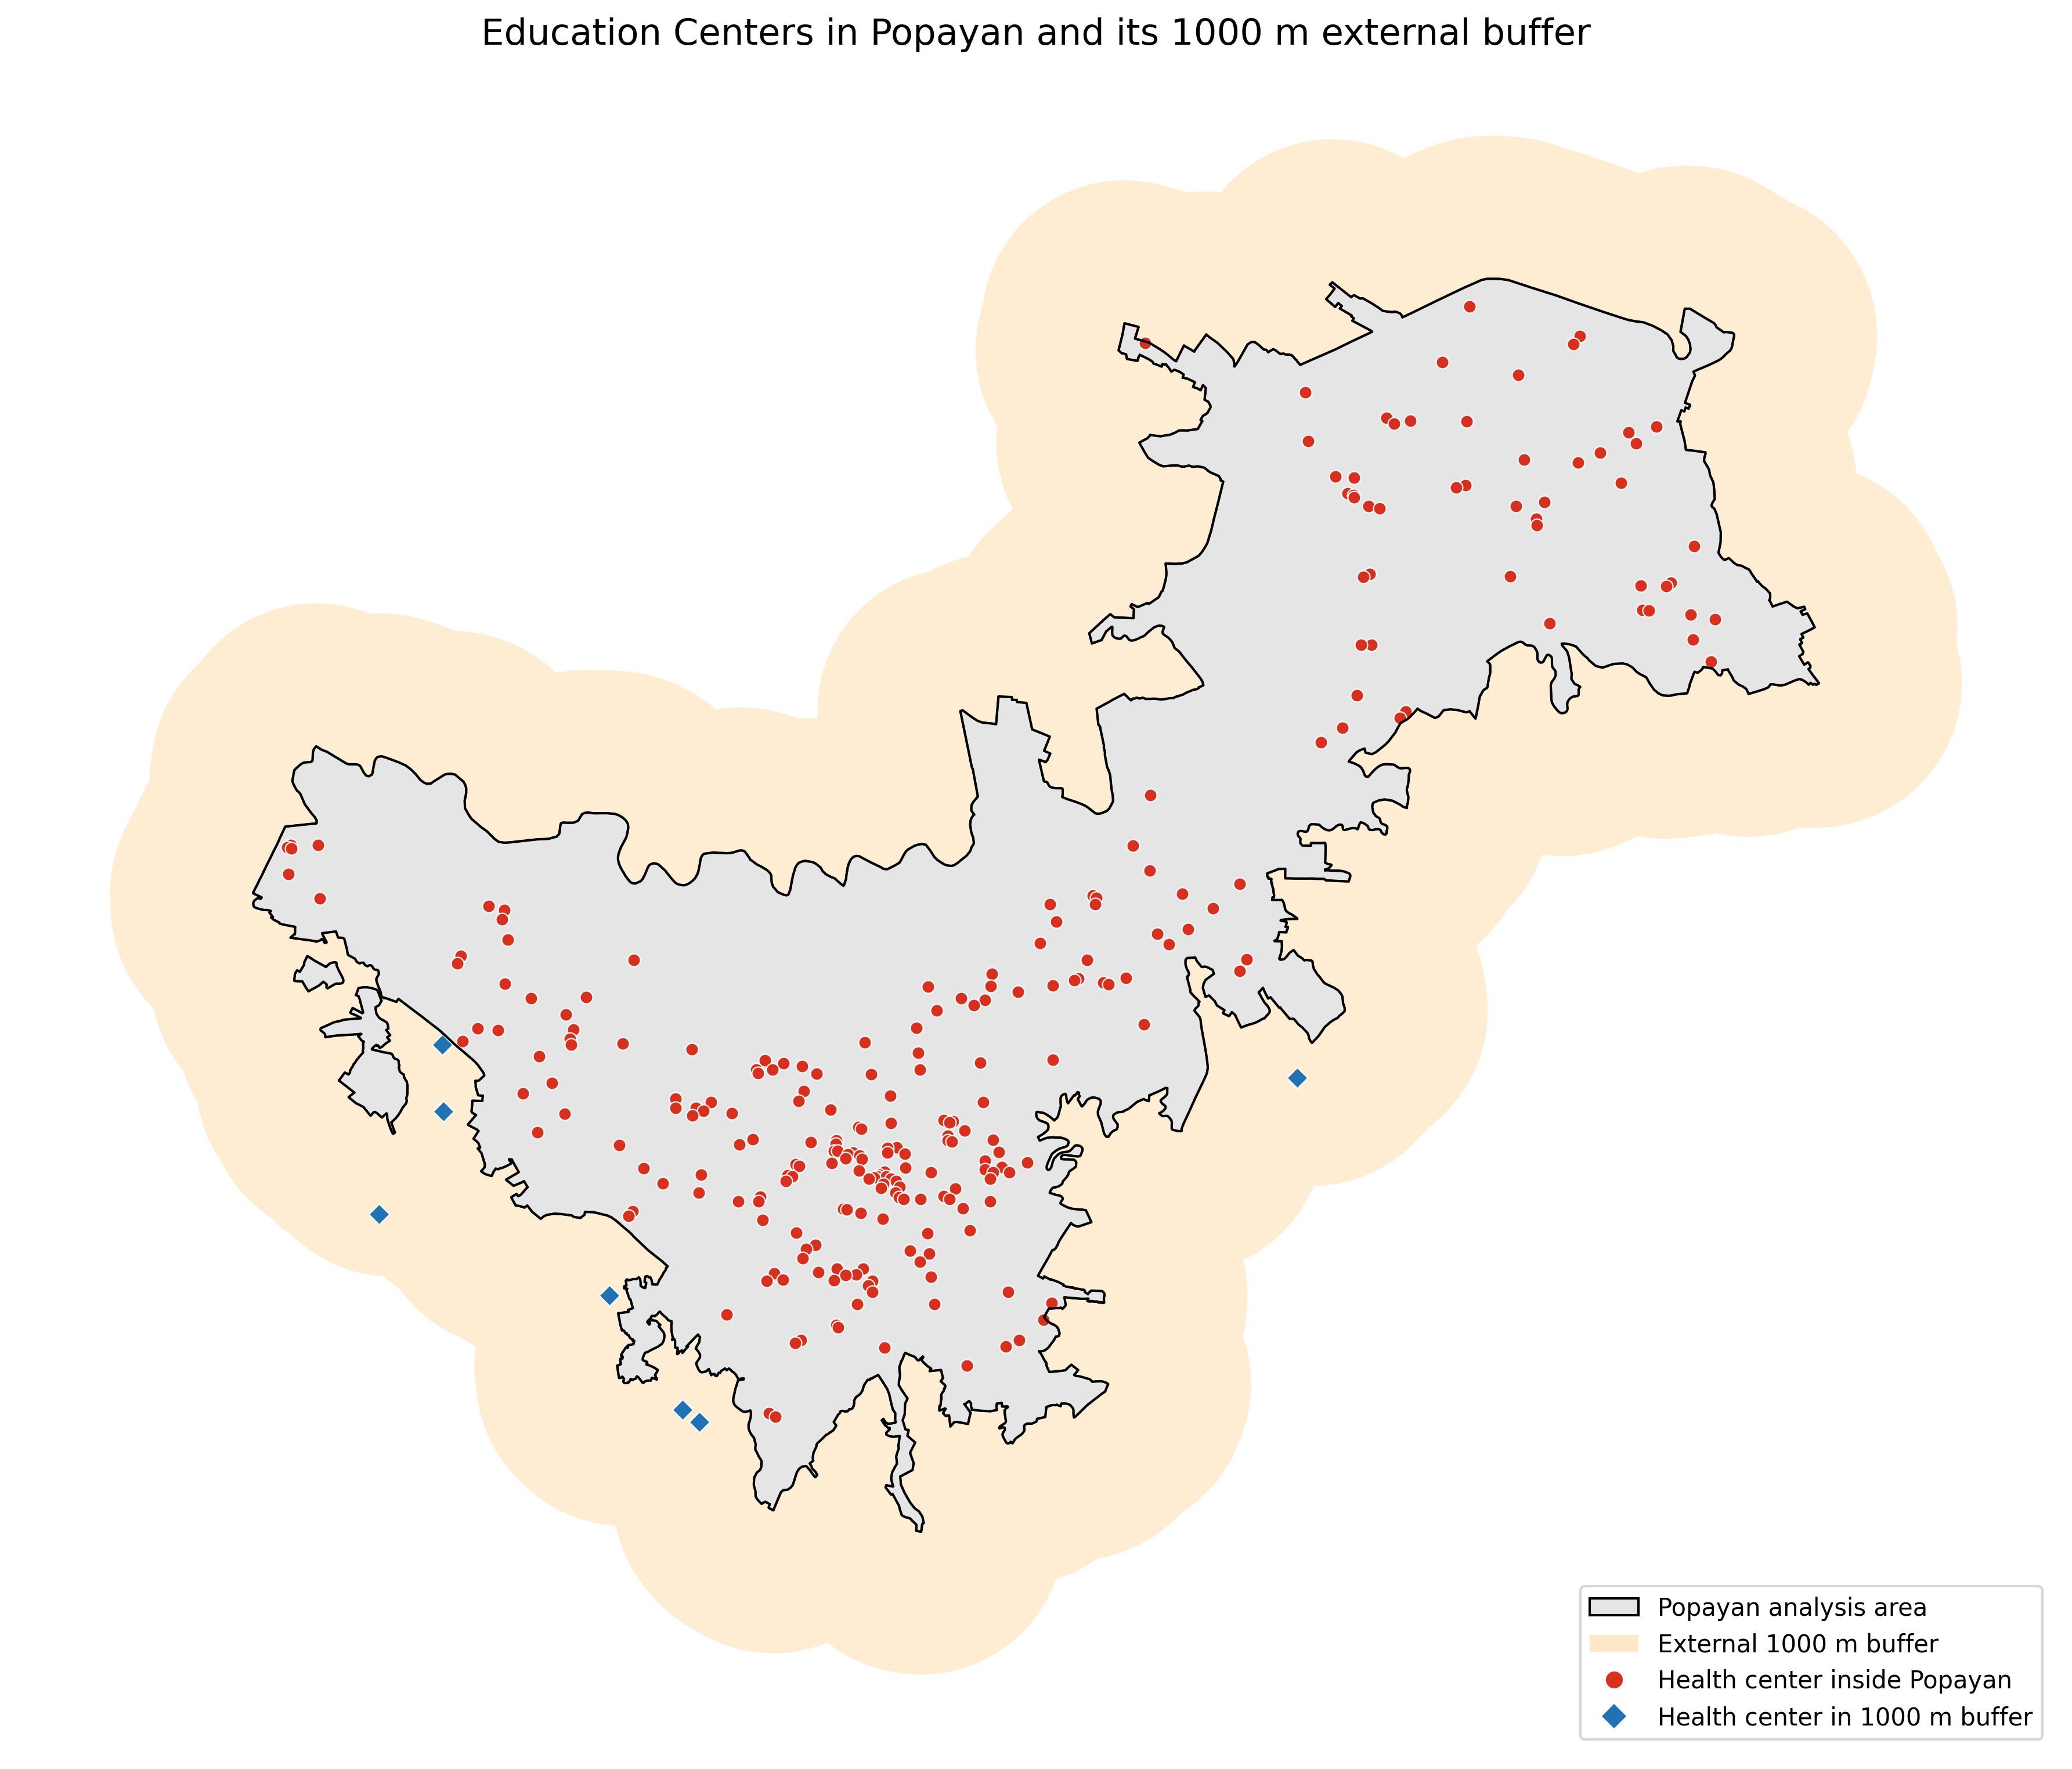 Education Centers in Popayan and its 1000 m external buffer
Popayan analysis area
External 1000 m buffer
Health center inside Popayan
Health center in 1000 m buffer